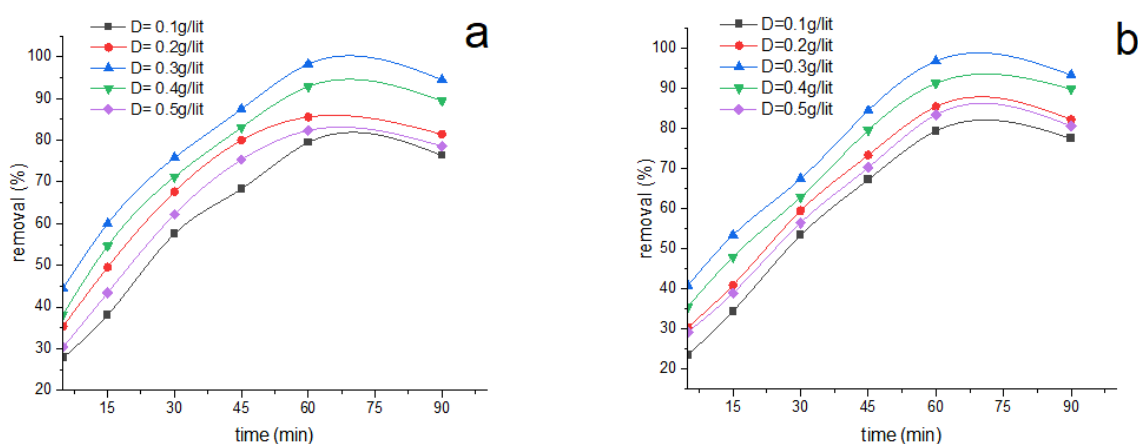 D= 0.1g/lit
D= 0.2g/lit
D= 0.3g/lit
D= 0.4g/lit
D= 0.5g/lit
a
100
90
80
70
60
50
40
30
20
removal (%)
15 30 45 60 75 90
time (min)
D=0.1g/lit
D=0.2g/lit
D=0.3g/lit
D=0.4g/lit
D=0.5g/lit
b
100
90
80
70
60
50
40
30
20
removal (%)
15 30 45 60 75 90
time (min)